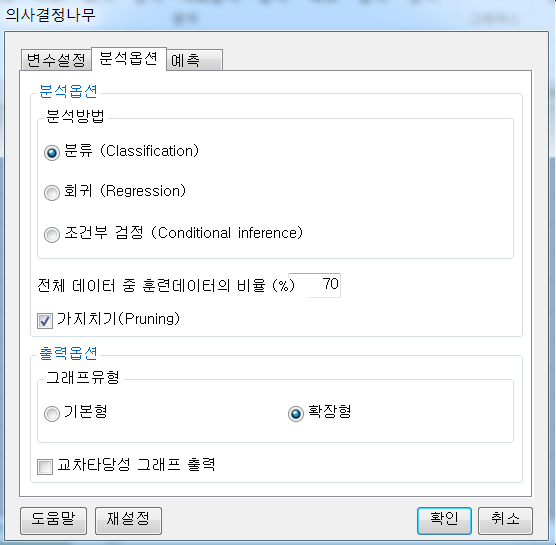 의사결정나무
변수설정 분석옵션 예측
분석옵션
분석방법
분류 (Classification)
회귀 (Regression)
조건부 검정 (Conditional inference)
전체 데이터 중 훈련데이터의 비율 (%) 70
가지치기(Pruning)
출력옵션
그래프유형
기본형 확장형
교차타당성 그래프 출력
도움말 재설정 확인 취소